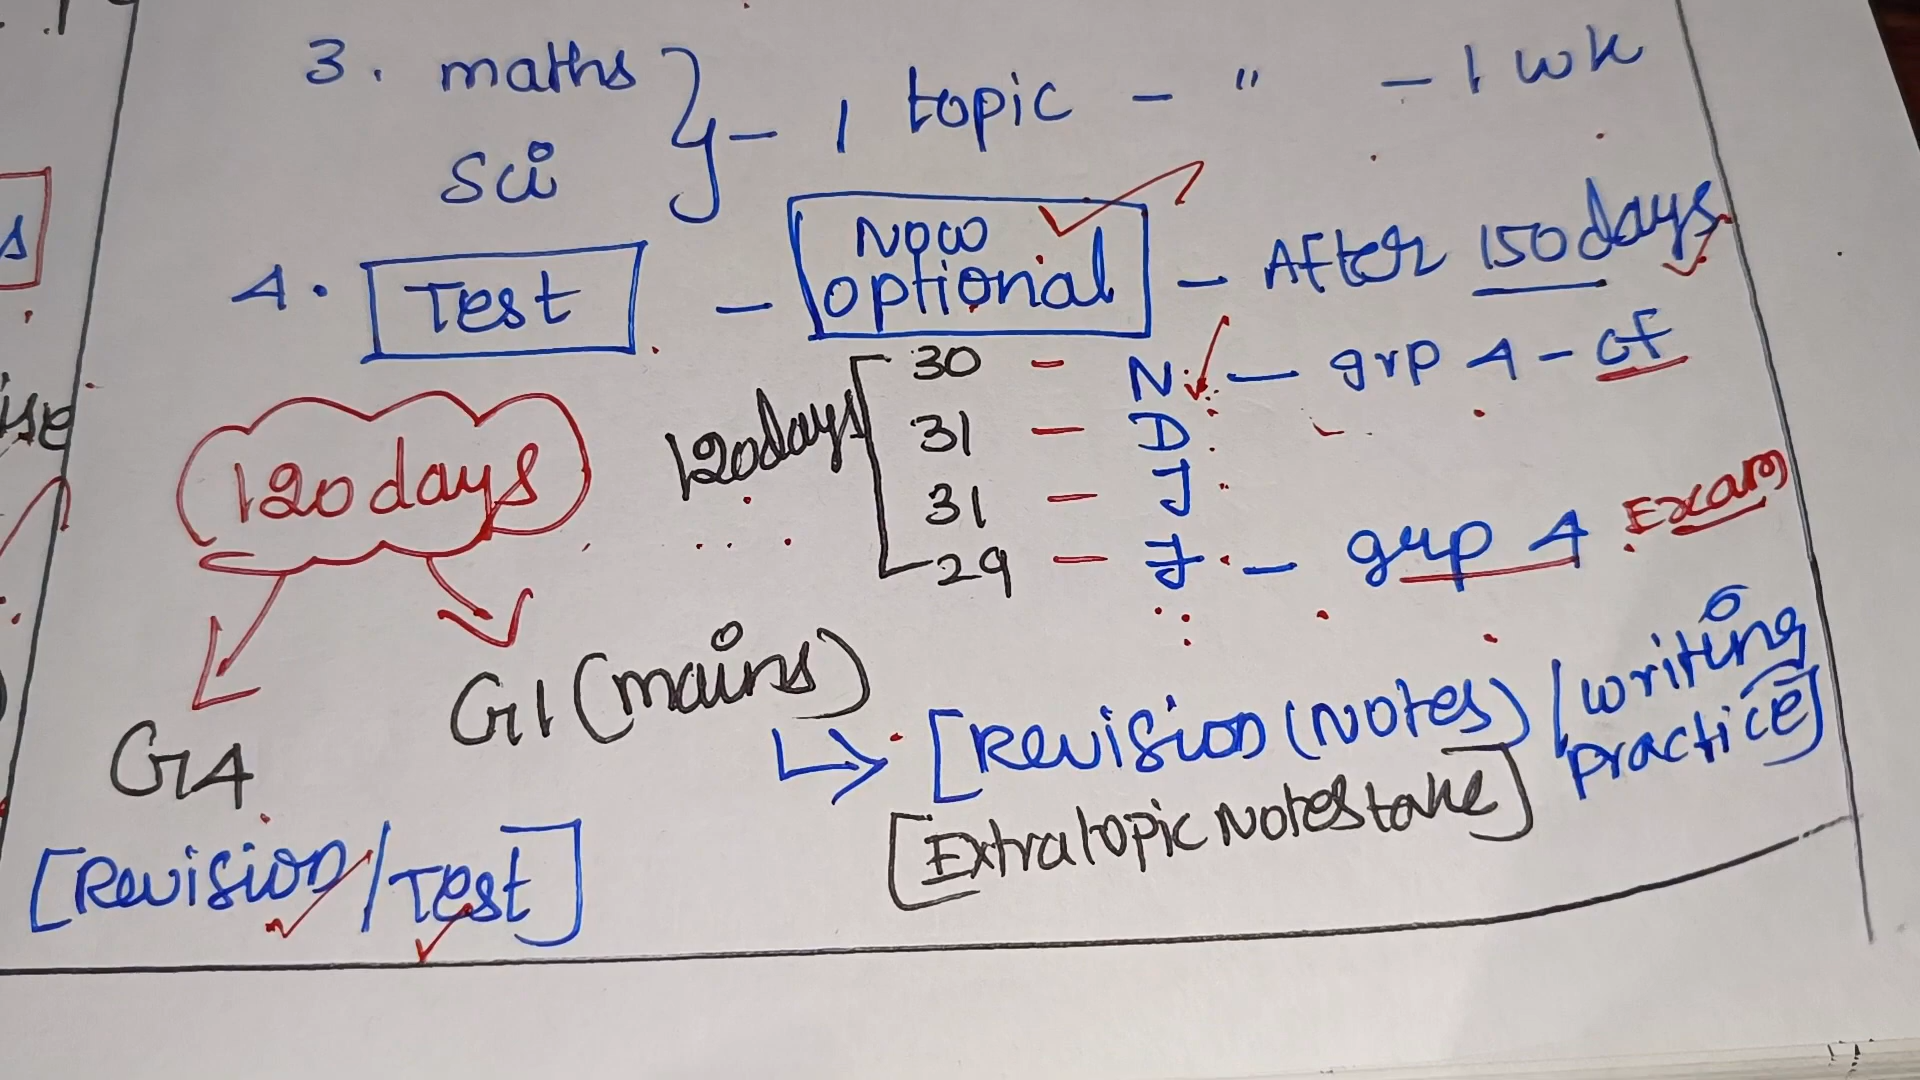 3. maths
sci } - 1 topic - " - 1 wk
4. Test - Now optional - After 150 days
120days [ 30 - N - grp 4 - cf
31 - D
31 - J
29 - F - grp 4 Exam
120 days
G4
G1 (mains)
[Revision / Test]
[Revision (Notes) / writing practice]
[Extra topic Notes take]